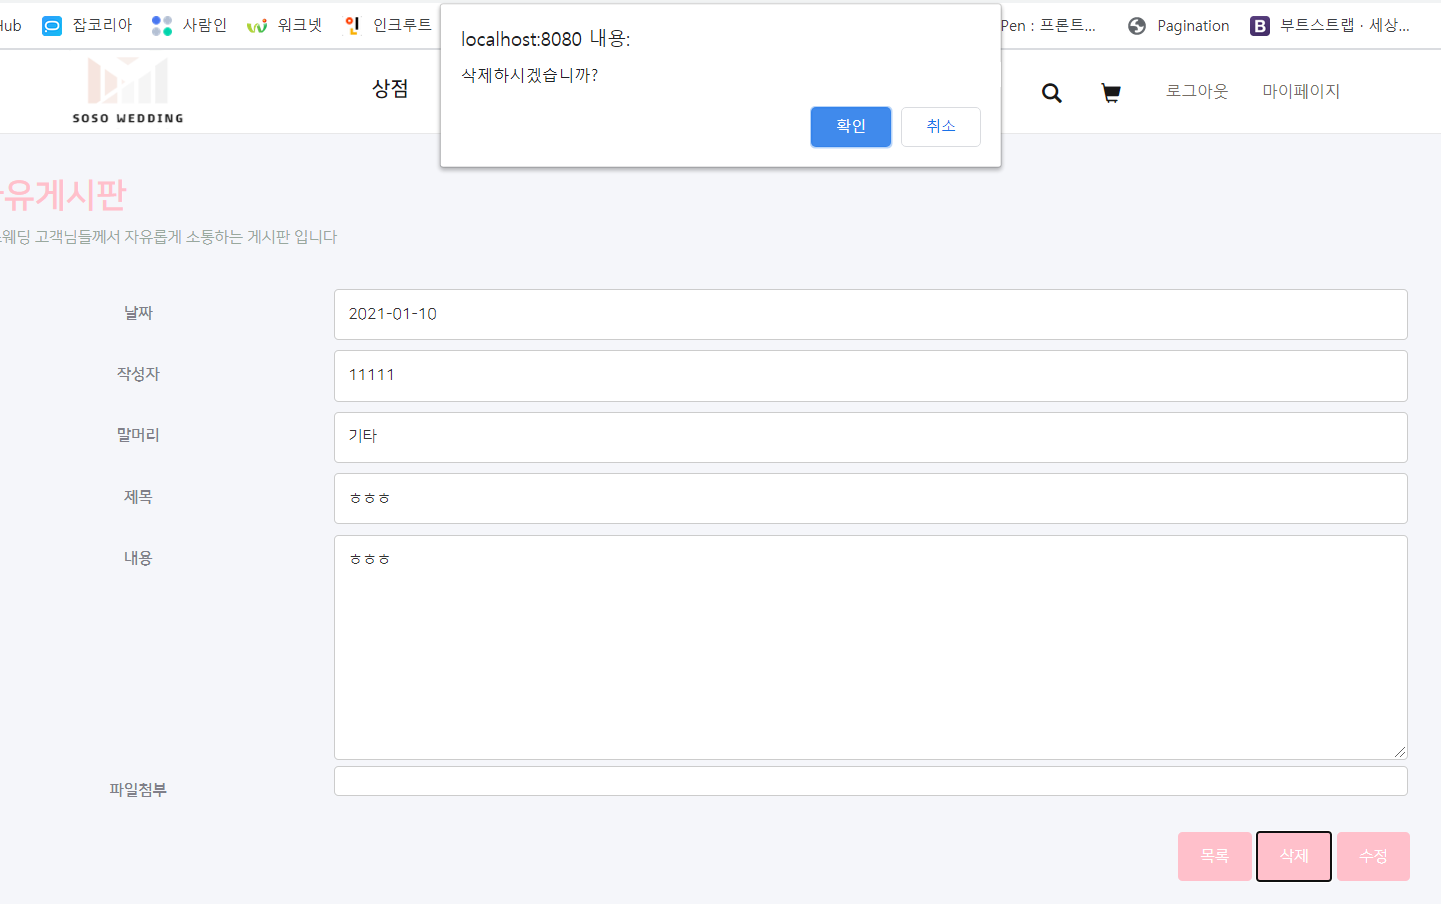 Hub 잡코리아 사람인 워크넷 인크루트 Pen : 프론트... Pagination 부트스트랩 · 세상...
localhost:8080 내용:
삭제하시겠습니까?
확인 취소
SOSO WEDDING
상점
로그아웃 마이페이지
자유게시판
웨딩 고객님들께서 자유롭게 소통하는 게시판 입니다
날짜 2021-01-10
작성자 11111
말머리 기타
제목 ㅎㅎㅎ
내용 ㅎㅎㅎ
파일첨부
목록 삭제 수정